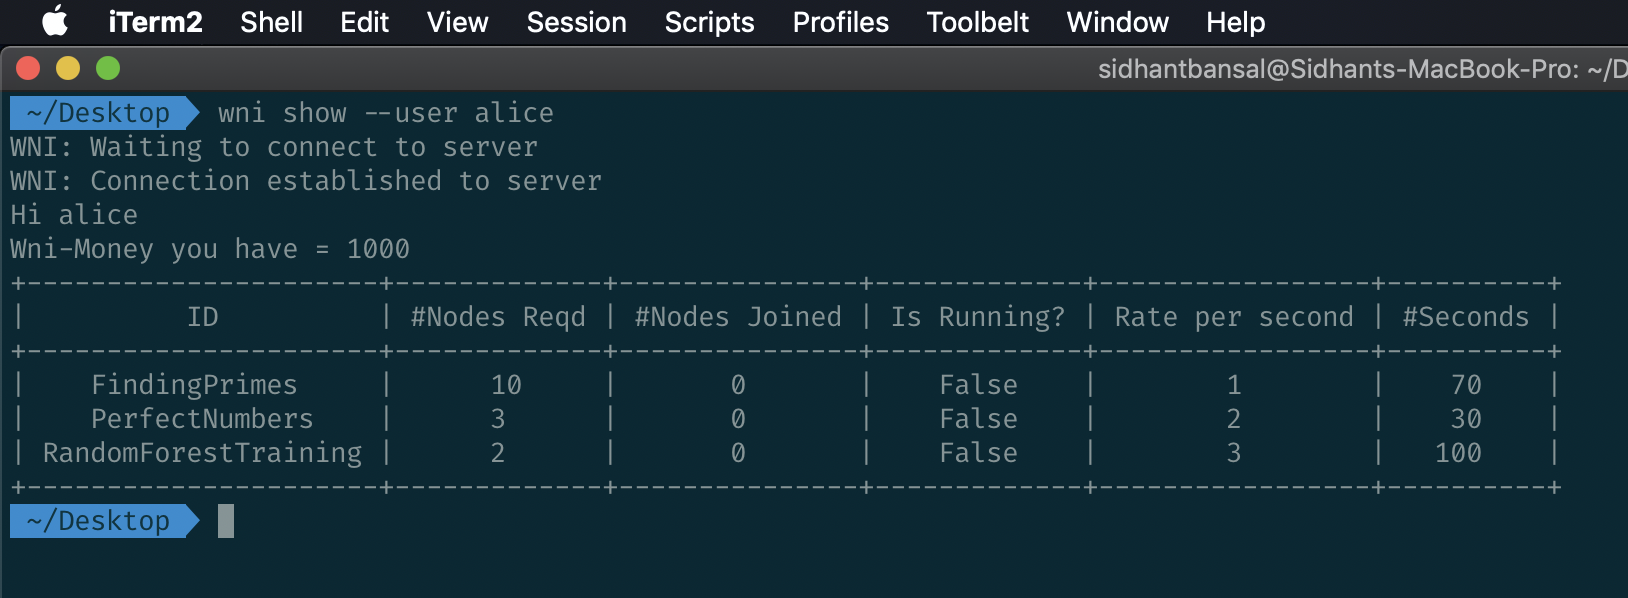 iTerm2 Shell Edit View Session Scripts Profiles Toolbelt Window Help
sidhantbansal@Sidhants-MacBook-Pro: ~/D
~/Desktop wni show --user alice
WNI: Waiting to connect to server
WNI: Connection established to server
Hi alice
Wni-Money you have = 1000
+----------------------+-------------+---------------+-------------+-----------------+----------+
| ID | #Nodes Reqd | #Nodes Joined | Is Running? | Rate per second | #Seconds |
+----------------------+-------------+---------------+-------------+-----------------+----------+
| FindingPrimes | 10 | 0 | False | 1 | 70 |
| PerfectNumbers | 3 | 0 | False | 2 | 30 |
| RandomForestTraining | 2 | 0 | False | 3 | 100 |
+----------------------+-------------+---------------+-------------+-----------------+----------+
~/Desktop